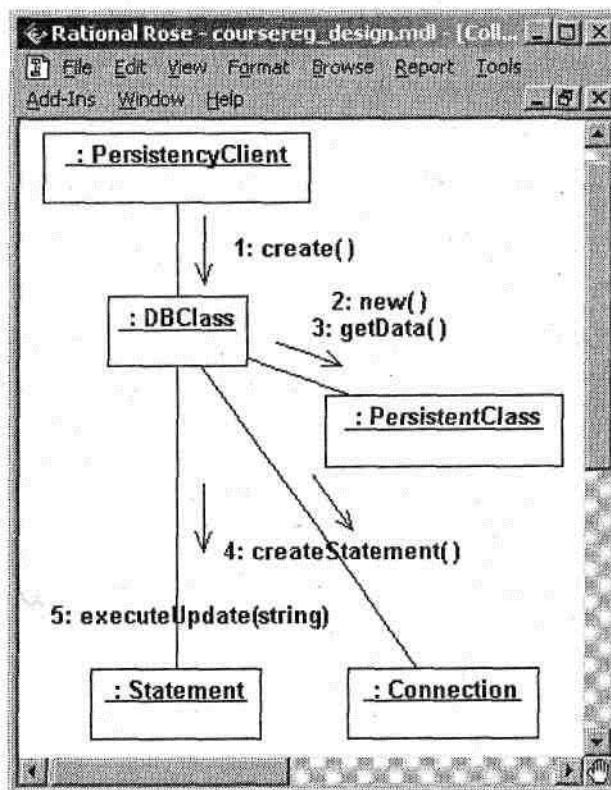 Rational Rose - coursereg_design.mdl - [Coll...
File Edit View Format Browse Report Tools
Add-Ins Window Help
: PersistencyClient
1: create()
: DBClass
2: new()
3: getData()
: PersistentClass
4: createStatement()
5: executeUpdate(string)
: Statement
: Connection